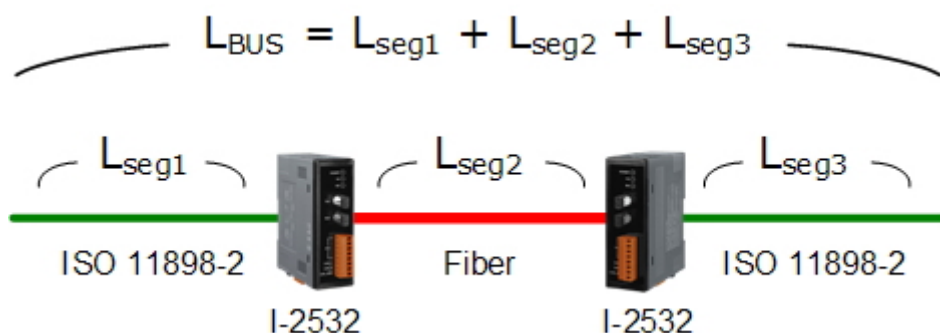 LBUS = Lseg1 + Lseg2 + Lseg3
Lseg1
Lseg2
Lseg3
ISO 11898-2
Fiber
ISO 11898-2
I-2532
I-2532